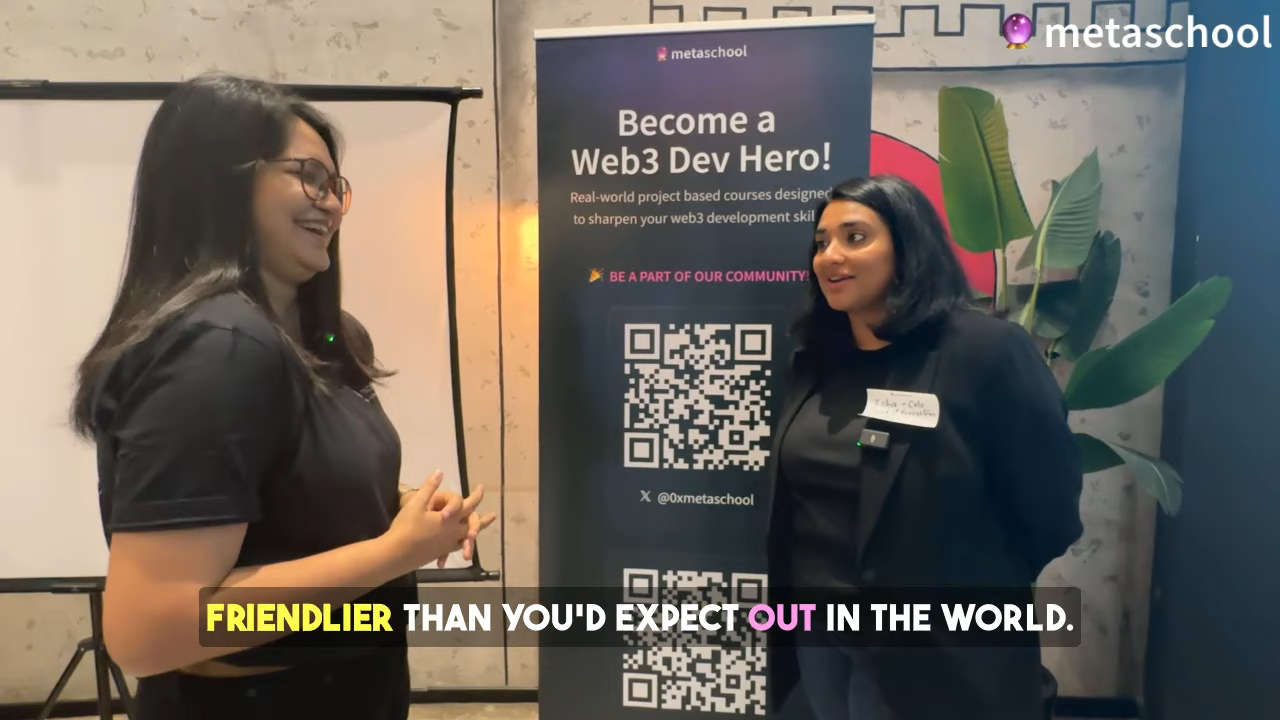 metaschool
metaschool
Become a
Web3 Dev Hero!
Real-world project based courses designed
to sharpen your web3 development
🎉 BE A PART OF OUR COMMUNITY!
𝕏 @0xmetaschool
FRIENDLIER THAN YOU'D EXPECT OUT IN THE WORLD.